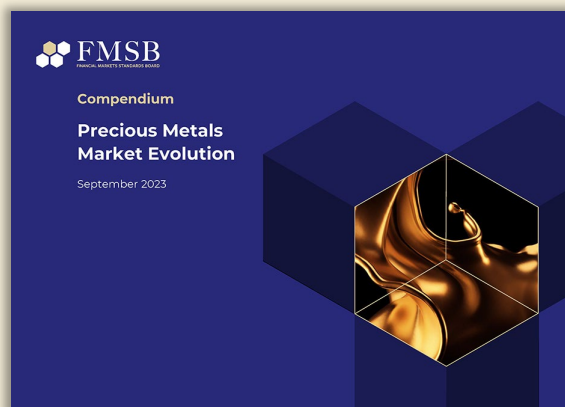 FMSB
FINANCIAL MARKETS STANDARDS BOARD
Compendium
Precious Metals
Market Evolution
September 2023